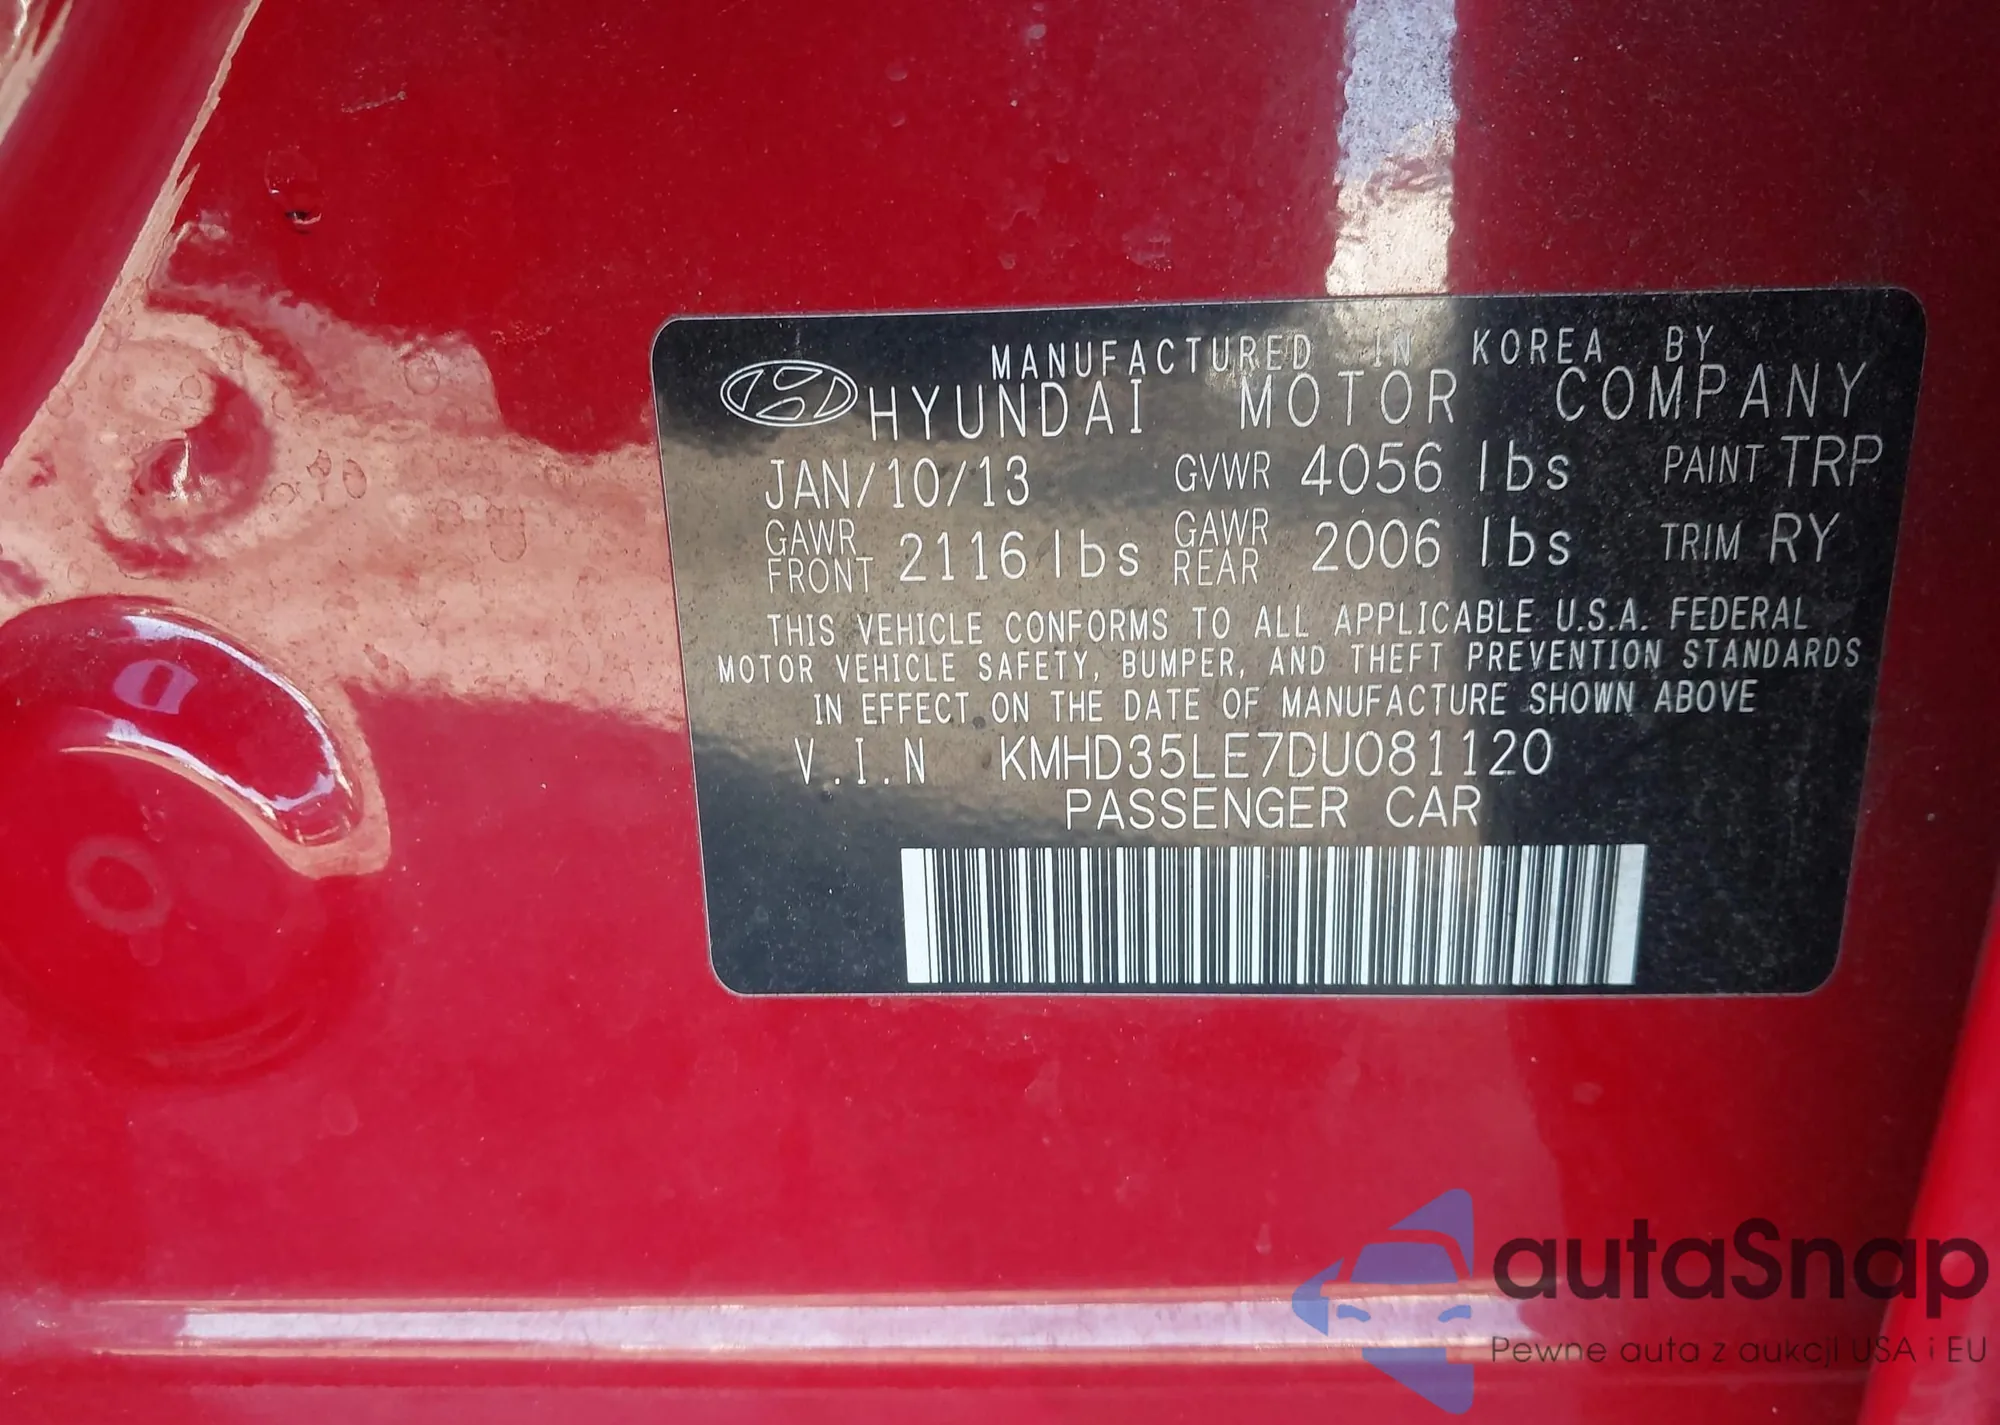 MANUFACTURED IN KOREA BY
HYUNDAI MOTOR COMPANY
JAN/10/13 GVWR 4056 lbs PAINT TRP
GAWR FRONT 2116 lbs GAWR REAR 2006 lbs TRIM RY
THIS VEHICLE CONFORMS TO ALL APPLICABLE U.S.A. FEDERAL
MOTOR VEHICLE SAFETY, BUMPER, AND THEFT PREVENTION STANDARDS
IN EFFECT ON THE DATE OF MANUFACTURE SHOWN ABOVE
V.I.N KMHD35LE7DU081120
PASSENGER CAR
autaSnap
Pewne auta z aukcji USA i EU